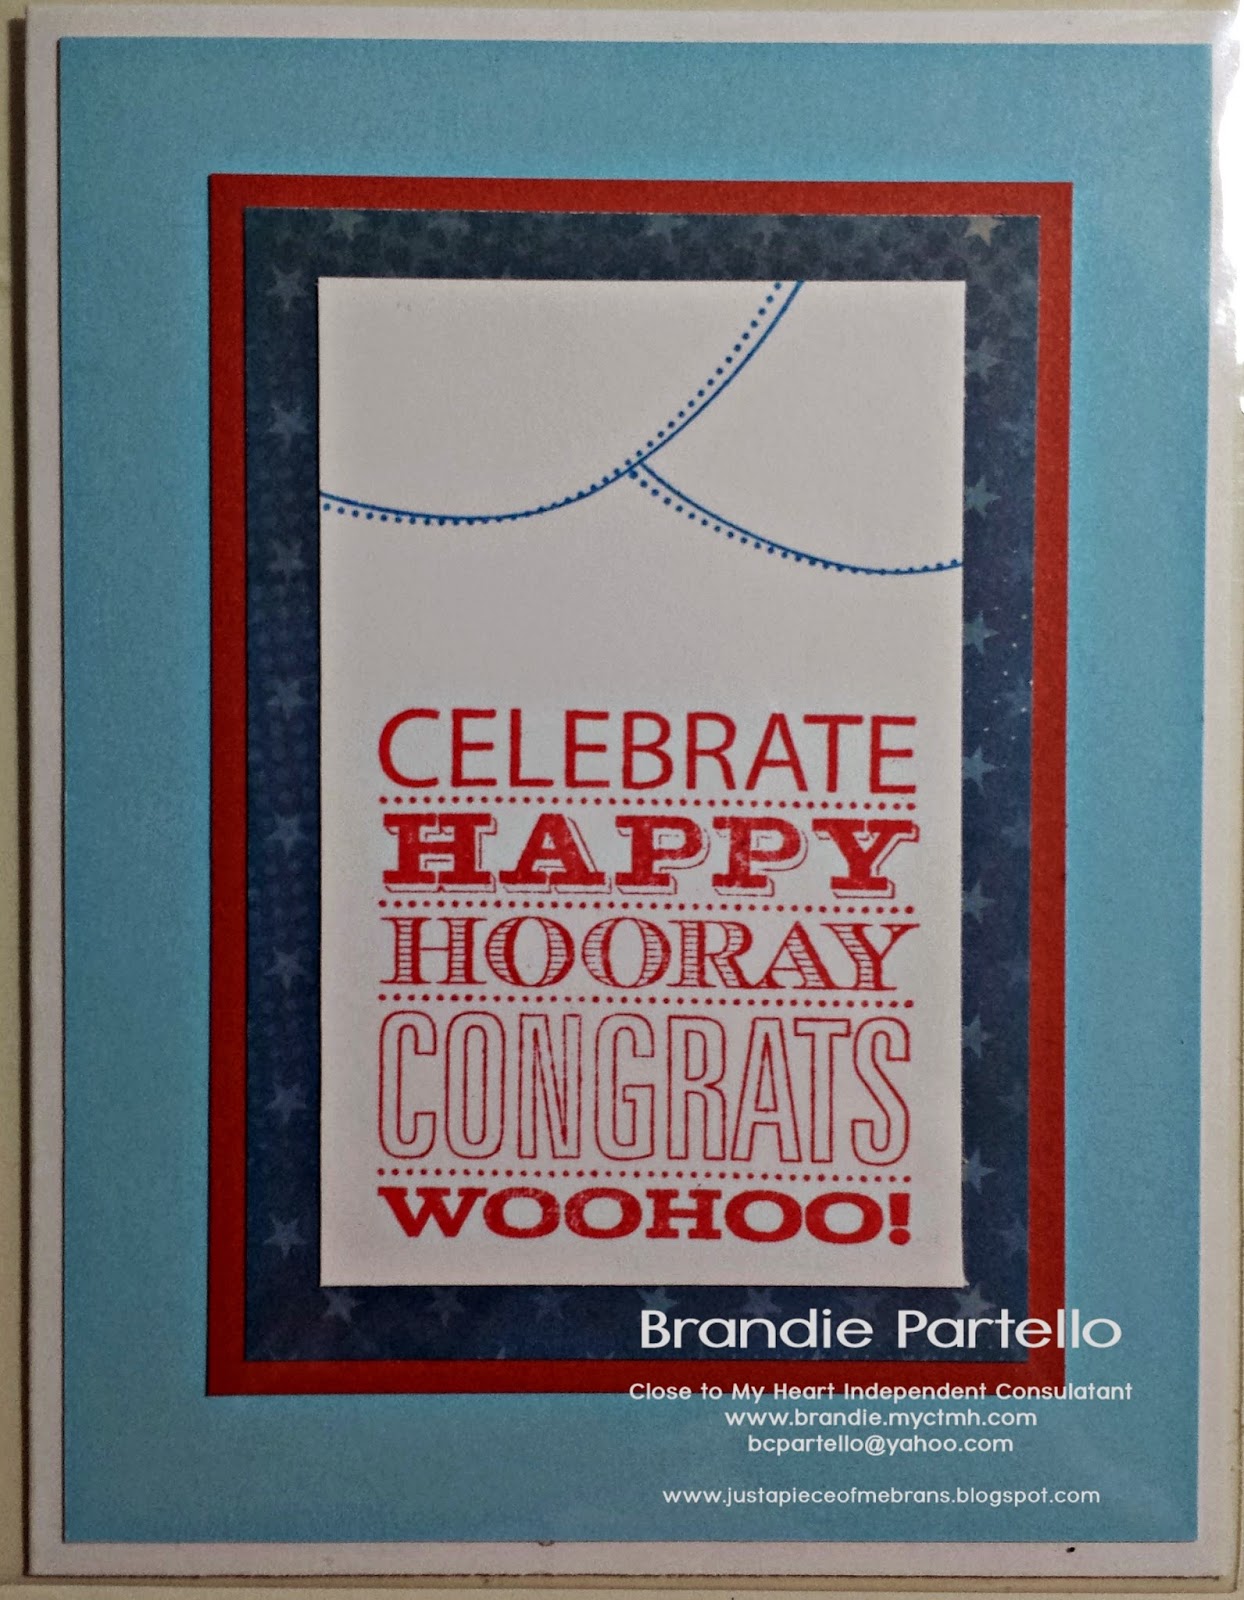 CELEBRATE
HAPPY
HOORAY
CONGRATS
WOOHOO!
Brandie Partello
Close to My Heart Independent Consulatant
www.brandie.myctmh.com
bcpartello@yahoo.com
www.justapieceofmebrans.blogspot.com